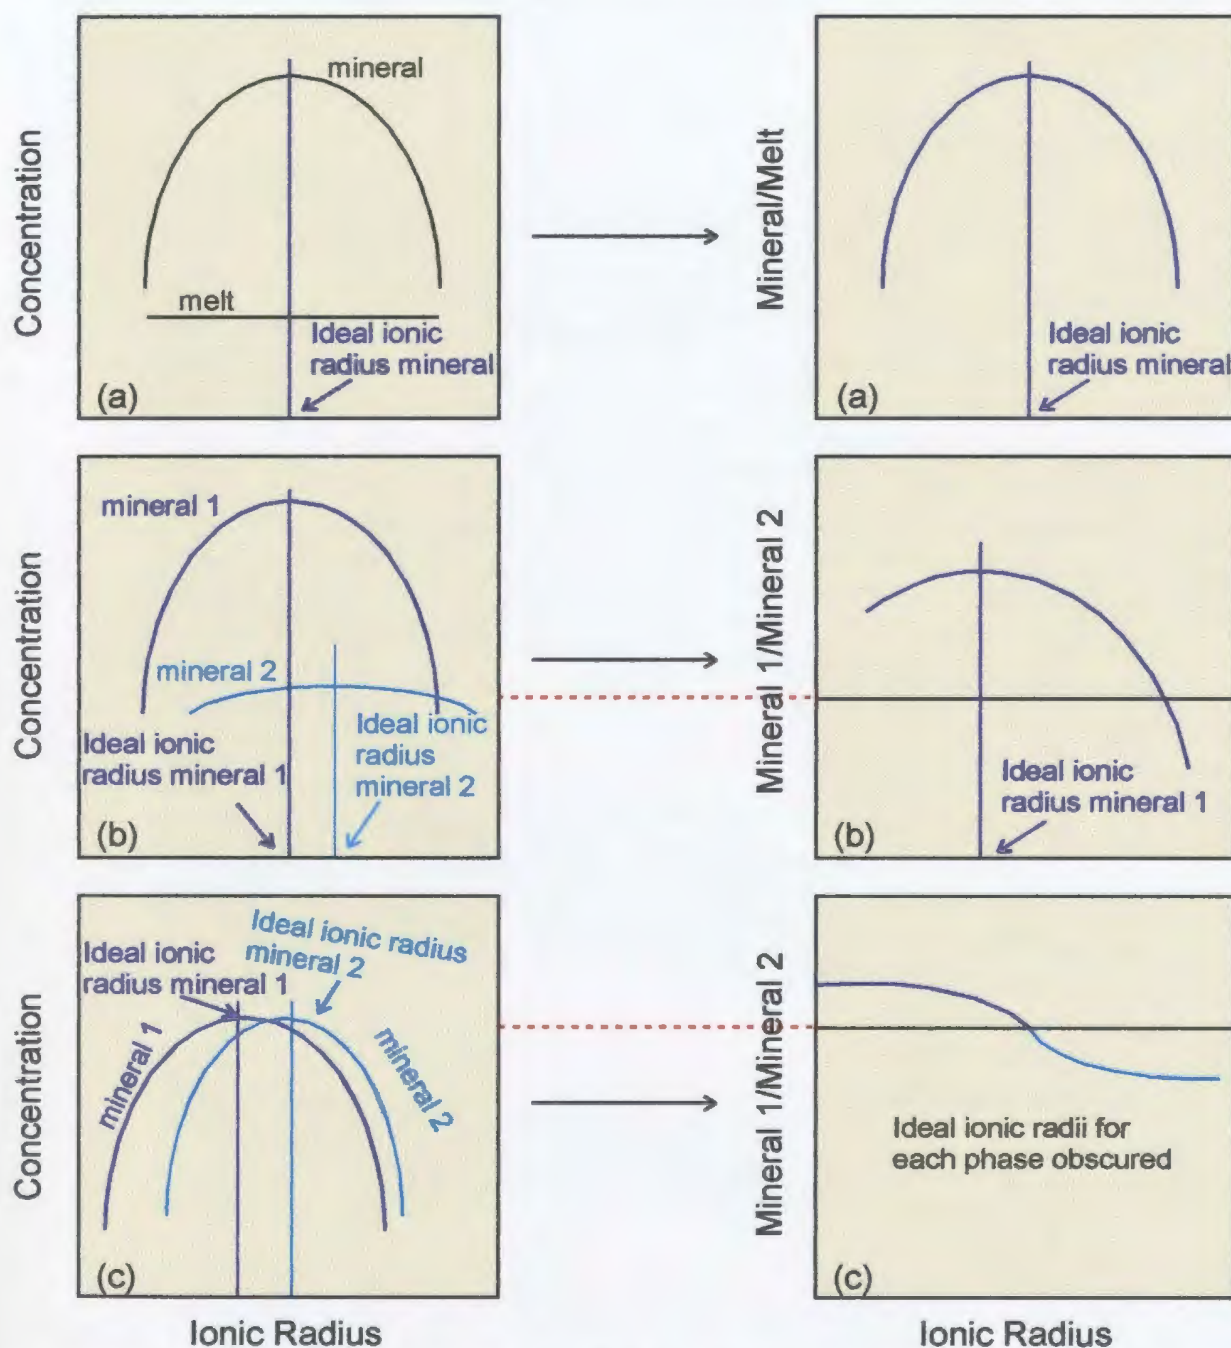 Concentration
mineral
melt
Ideal ionic
radius mineral
(a)
Mineral/Melt
Ideal ionic
radius mineral
(a)
Concentration
mineral 1
mineral 2
Ideal ionic
radius mineral 1
Ideal ionic
radius
mineral 2
(b)
Mineral 1/Mineral 2
Ideal ionic
radius mineral 1
(b)
Concentration
Ideal ionic
radius mineral 1
Ideal ionic radius
mineral 2
mineral 1
mineral 2
(c)
Ionic Radius
Mineral 1/Mineral 2
Ideal ionic radii for
each phase obscured
(c)
Ionic Radius